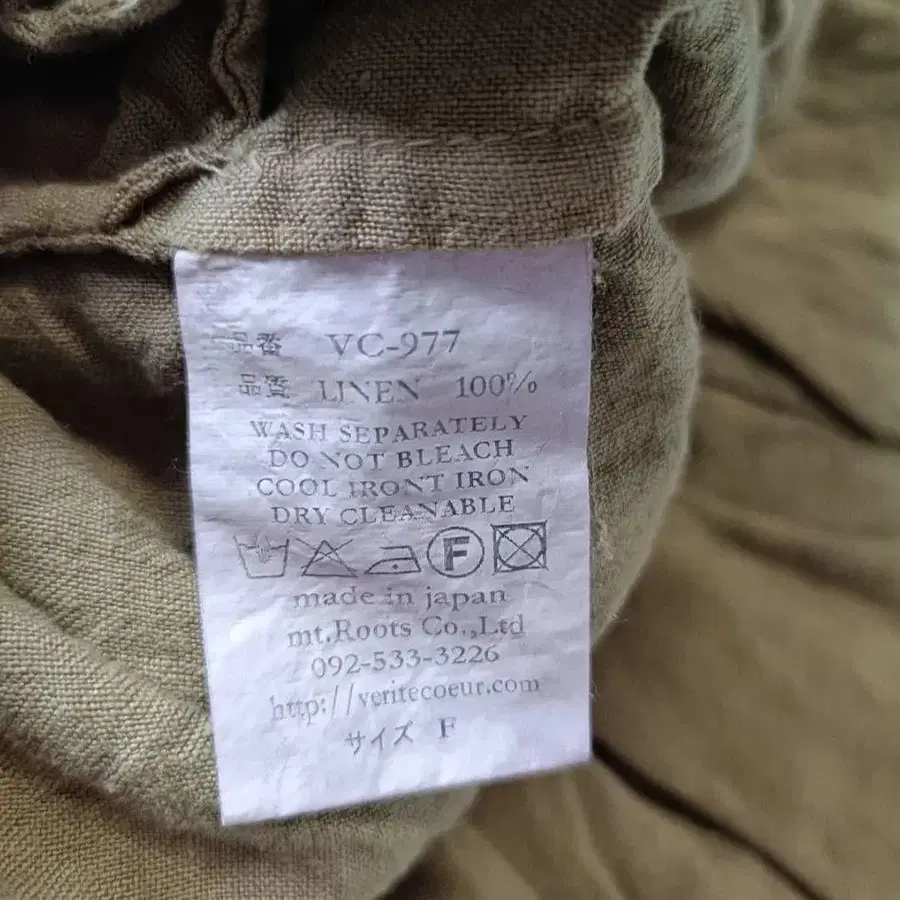 品番 VC-977
品質 LINEN 100%
WASH SEPARATELY
DO NOT BLEACH
COOL IRONT IRON
DRY CLEANABLE
F
made in japan
mt.Roots Co.,Ltd
092-533-3226
http://veritecoeur.com
サイズ F